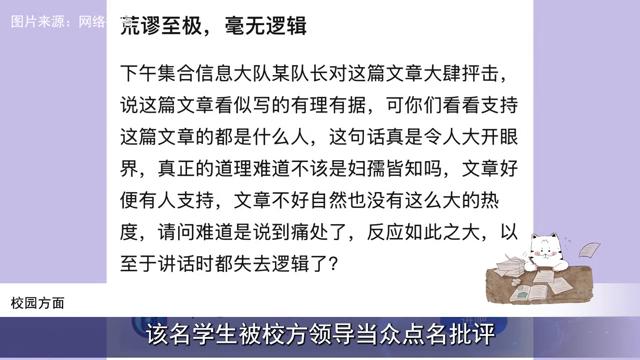 图片来源：网络
荒谬至极，毫无逻辑
下午集合信息大队某队长对这篇文章大肆抨击，
说这篇文章看似写的有理有据，可你们看看支持
这篇文章的都是什么人，这句话真是令人大开眼
界，真正的道理难道不该是妇孺皆知吗，文章好
便有人支持，文章不好自然也没有这么大的热
度，请问难道是说到痛处了，反应如此之大，以
至于讲话时都失去逻辑了？
校园方面
该名学生被校方领导当众点名批评